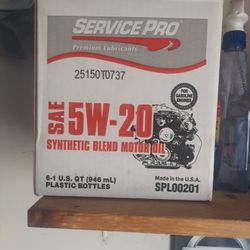 SERVICE PRO
Premium Lubricants
25150T0737
FOR
GASOLINE
ENGINES
SAE
5W-20
SYNTHETIC BLEND MOTOR OIL
6-1 U.S. QT (946 mL)
PLASTIC BOTTLES
Made in the U.S.A.
SPL00201